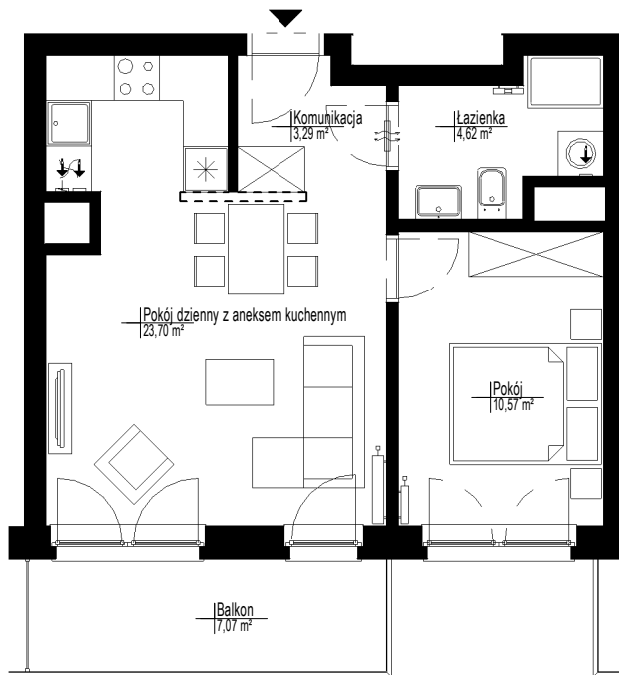 Komunikacja
3,29 m²
Łazienka
4,62 m²
Pokój dzienny z aneksem kuchennym
23,70 m²
Pokój
10,57 m²
Balkon
7,07 m²